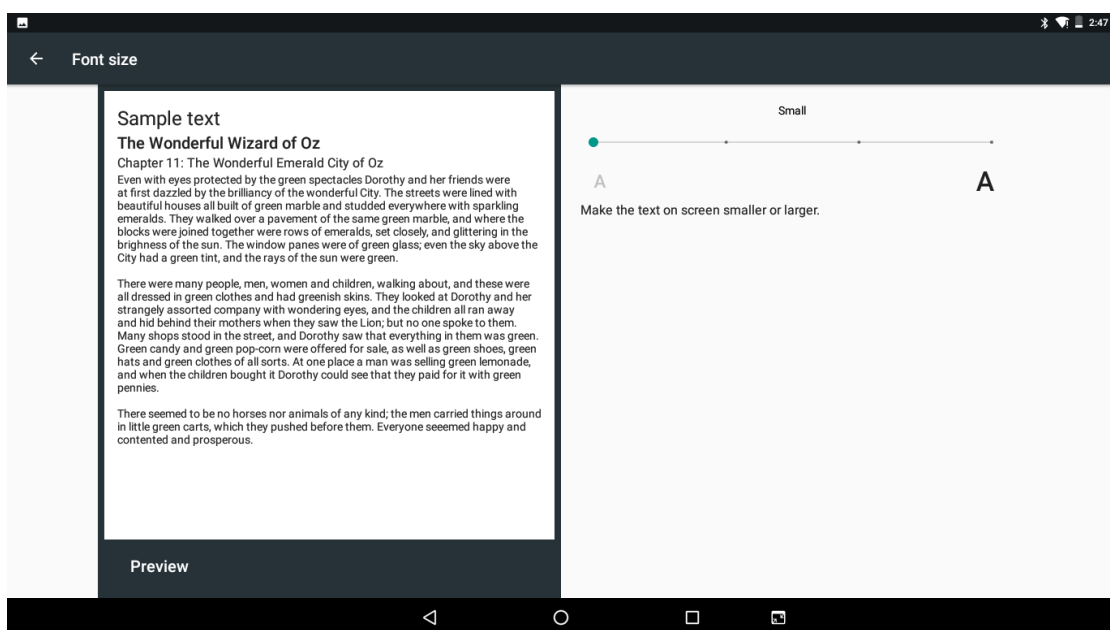 2:47
Font size
Sample text
The Wonderful Wizard of Oz
Chapter 11: The Wonderful Emerald City of Oz
Even with eyes protected by the green spectacles Dorothy and her friends were
at first dazzled by the brilliancy of the wonderful City. The streets were lined with
beautiful houses all built of green marble and studded everywhere with sparkling
emeralds. They walked over a pavement of the same green marble, and where the
blocks were joined together were rows of emeralds, set closely, and glittering in the
brighness of the sun. The window panes were of green glass; even the sky above the
City had a green tint, and the rays of the sun were green.
There were many people, men, women and children, walking about, and these were
all dressed in green clothes and had greenish skins. They looked at Dorothy and her
strangely assorted company with wondering eyes, and the children all ran away
and hid behind their mothers when they saw the Lion; but no one spoke to them.
Many shops stood in the street, and Dorothy saw that everything in them was green.
Green candy and green pop-corn were offered for sale, as well as green shoes, green
hats and green clothes of all sorts. At one place a man was selling green lemonade,
and when the children bought it Dorothy could see that they paid for it with green
pennies.
There seemed to be no horses nor animals of any kind; the men carried things around
in little green carts, which they pushed before them. Everyone seeemed happy and
contented and prosperous.
Preview
Small
A
A
Make the text on screen smaller or larger.